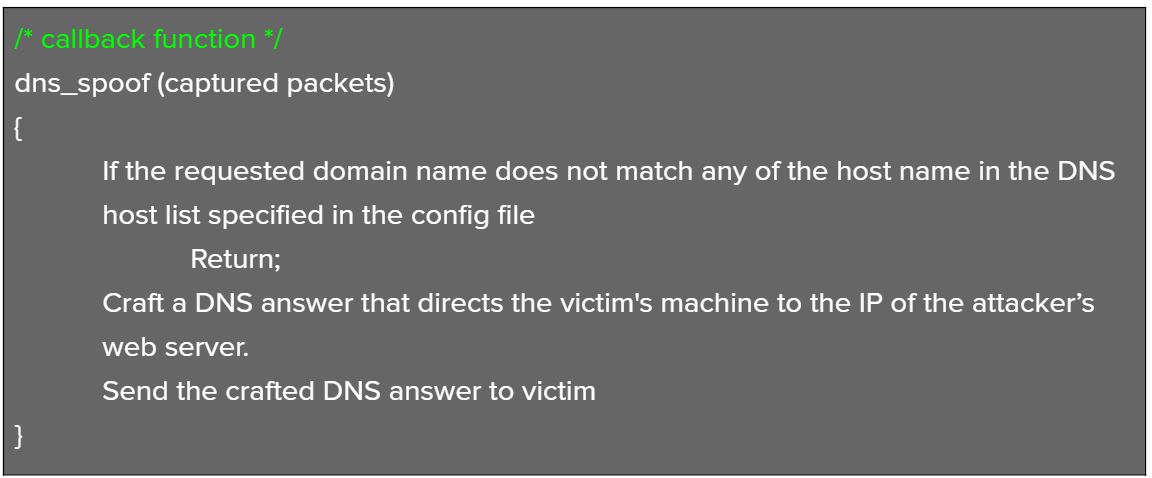 /* callback function */
dns_spoof (captured packets)
{
If the requested domain name does not match any of the host name in the DNS
host list specified in the config file
Return;
Craft a DNS answer that directs the victim's machine to the IP of the attacker’s
web server.
Send the crafted DNS answer to victim
}